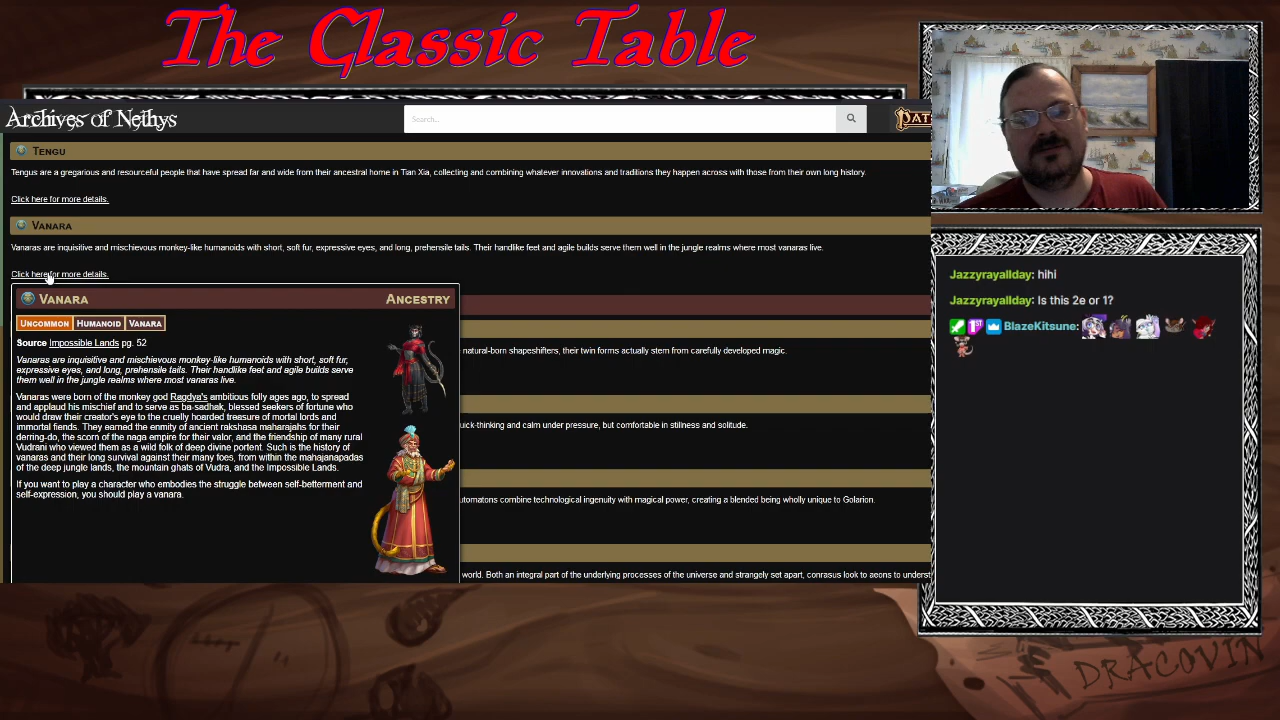 The Classic Table
Archives of Nethys
Search...
TENGU
Tengus are a gregarious and resourceful people that have spread far and wide from their ancestral home in Tian Xia, collecting and combining whatever innovations and traditions they happen across with those from their own long history.
Click here for more details.
VANARA
Vanaras are inquisitive and mischievous monkey-like humanoids with short, soft fur, expressive eyes, and long, prehensile tails. Their handlike feet and agile builds serve them well in the jungle realms where most vanaras live.
Click here for more details.
VANARA ANCESTRY
UNCOMMON HUMANOID VANARA
Source Impossible Lands pg. 52
Vanaras are inquisitive and mischievous monkey-like humanoids with short, soft fur,
expressive eyes, and long, prehensile tails. Their handlike feet and agile builds serve
them well in the jungle realms where most vanaras live.
Vanaras were born of the monkey god Ragdya's ambitious folly ages ago, to spread
and applaud his mischief and to serve as ba-sadhak, blessed seekers of fortune who
would draw their creator's eye to the cruelly hoarded treasure of mortal lords and
immortal fiends. They earned the enmity of ancient rakshasa maharajahs for their
derring-do, the scorn of the naga empire for their valor, and the friendship of many rural
Vudrani who viewed them as a wild folk of deep divine portent. Such is the history of
vanaras and their long survival against their many foes, from within the mahajanapadas
of the deep jungle lands, the mountain ghats of Vudra, and the Impossible Lands.
If you want to play a character who embodies the struggle between self-betterment and
self-expression, you should play a vanara.
natural-born shapeshifters, their twin forms actually stem from carefully developed magic.
uick-thinking and calm under pressure, but comfortable in stillness and solitude.
utomatons combine technological ingenuity with magical power, creating a blended being wholly unique to Golarion.
world. Both an integral part of the underlying processes of the universe and strangely set apart, conrasus look to aeons to underst
Jazzyrayallday: hihi
Jazzyrayallday: Is this 2e or 1?
1ST BlazeKitsune:
DRACOVIN